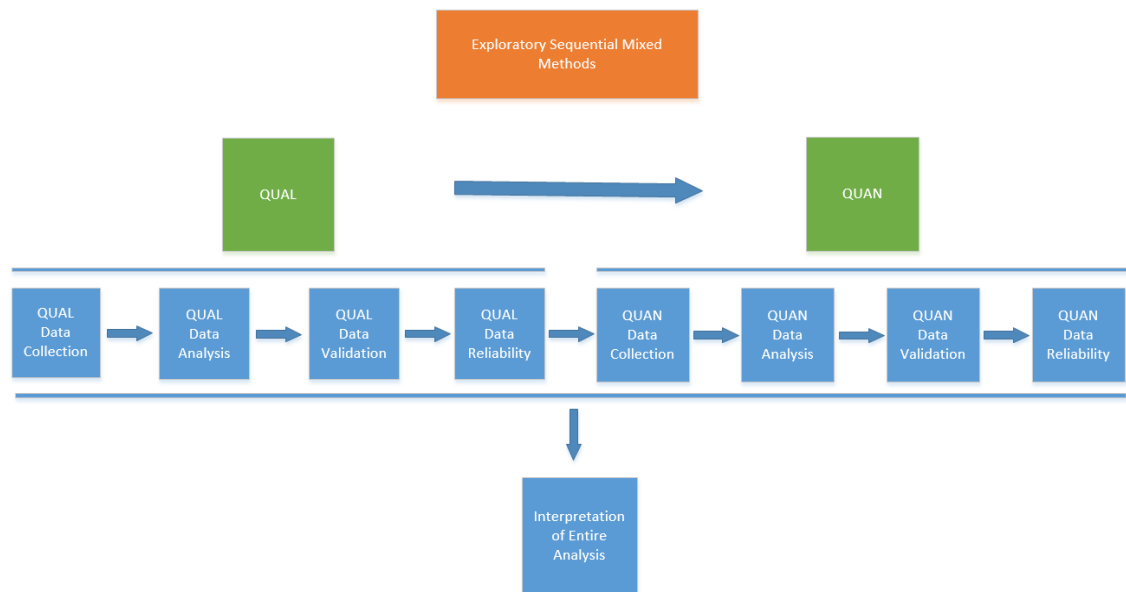 Exploratory Sequential Mixed
Methods
QUAL
QUAN
QUAL
Data
Collection
QUAL
Data
Analysis
QUAL
Data
Validation
QUAL
Data
Reliability
QUAN
Data
Collection
QUAN
Data
Analysis
QUAN
Data
Validation
QUAN
Data
Reliability
Interpretation
of Entire
Analysis